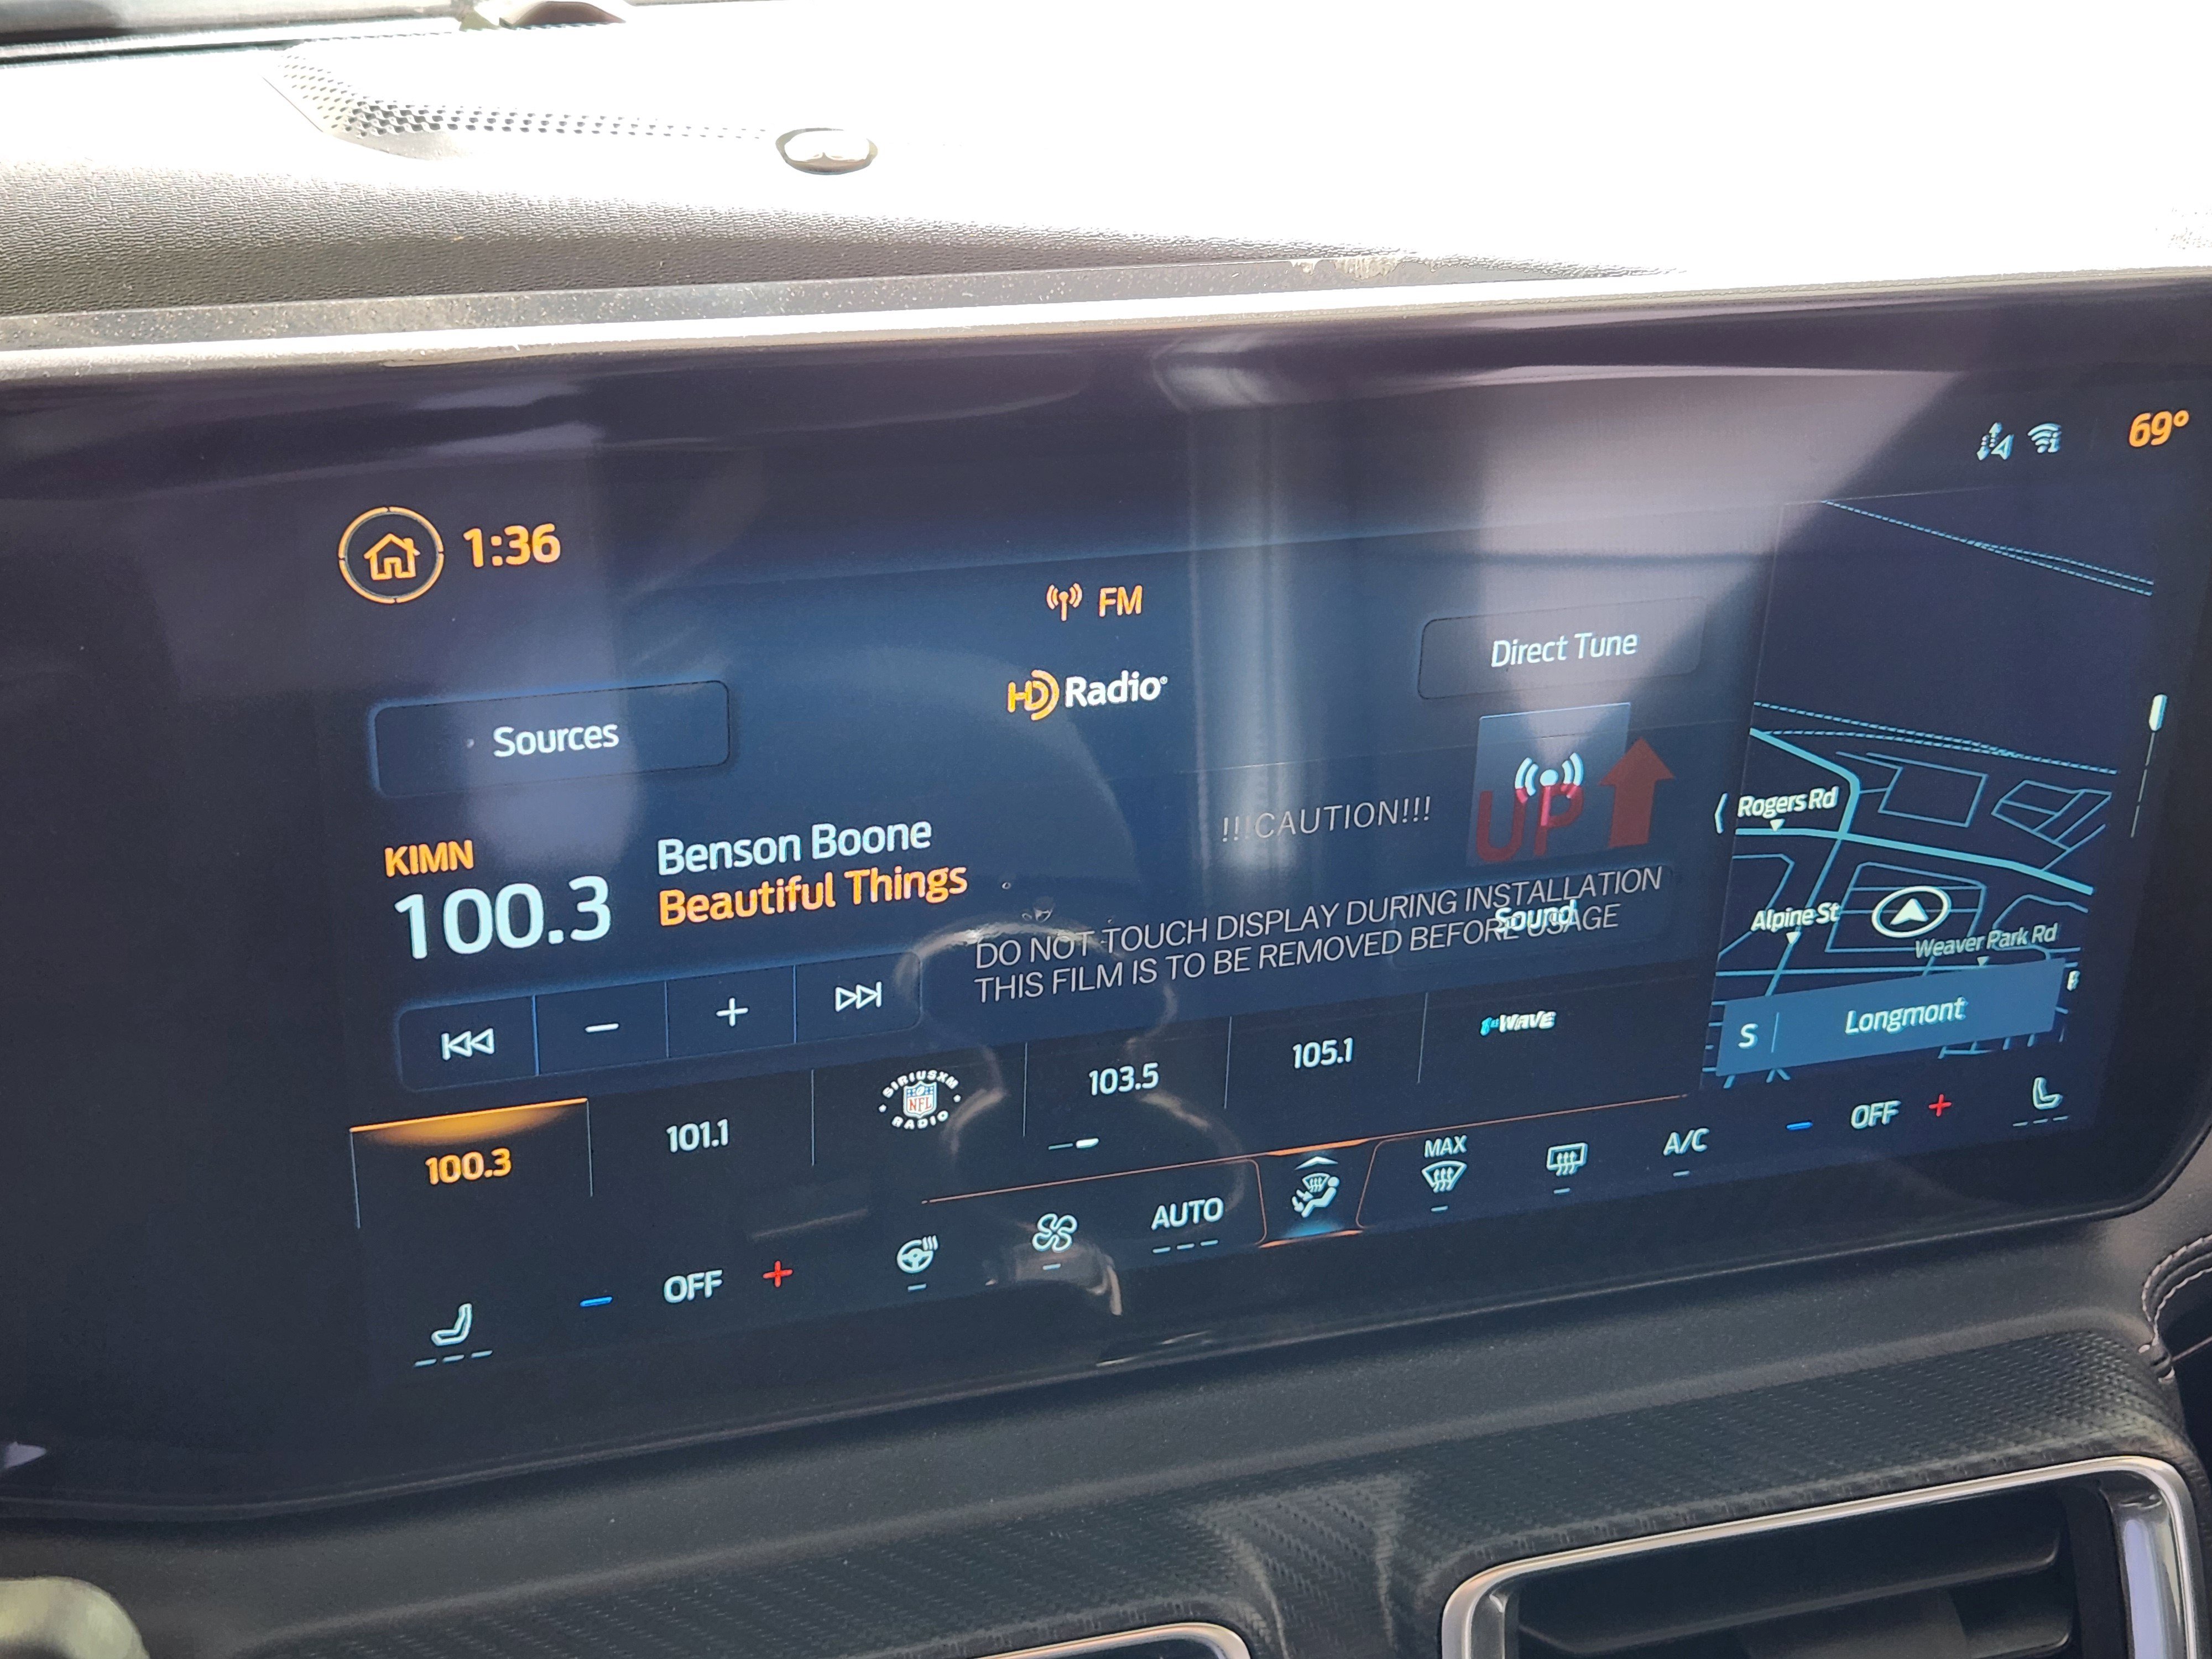 69°
1:36
FM
HD Radio®
Direct Tune
Sources
!!!CAUTION!!!
UP
Rogers Rd
KIMN
100.3
Benson Boone
Beautiful Things
DO NOT TOUCH DISPLAY DURING INSTALLATION
THIS FILM IS TO BE REMOVED BEFORE USAGE
Sound
Alpine St
Weaver Park Rd
S
Longmont
100.3
101.1
SIRIUSXM
NFL
RADIO
103.5
105.1
1st WAVE
OFF
AUTO
MAX
A/C
OFF